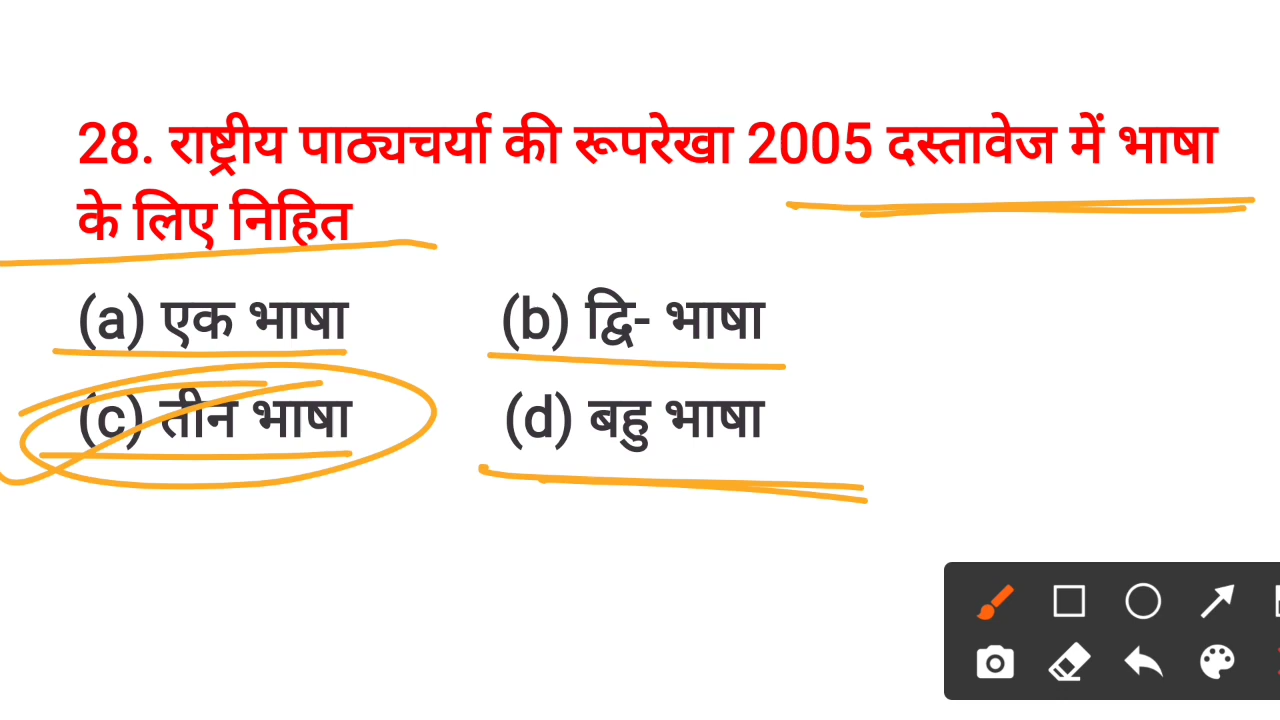 28. राष्ट्रीय पाठ्यचर्या की रूपरेखा 2005 दस्तावेज में भाषा
के लिए निहित
(a) एक भाषा (b) द्वि- भाषा
(c) तीन भाषा (d) बहु भाषा